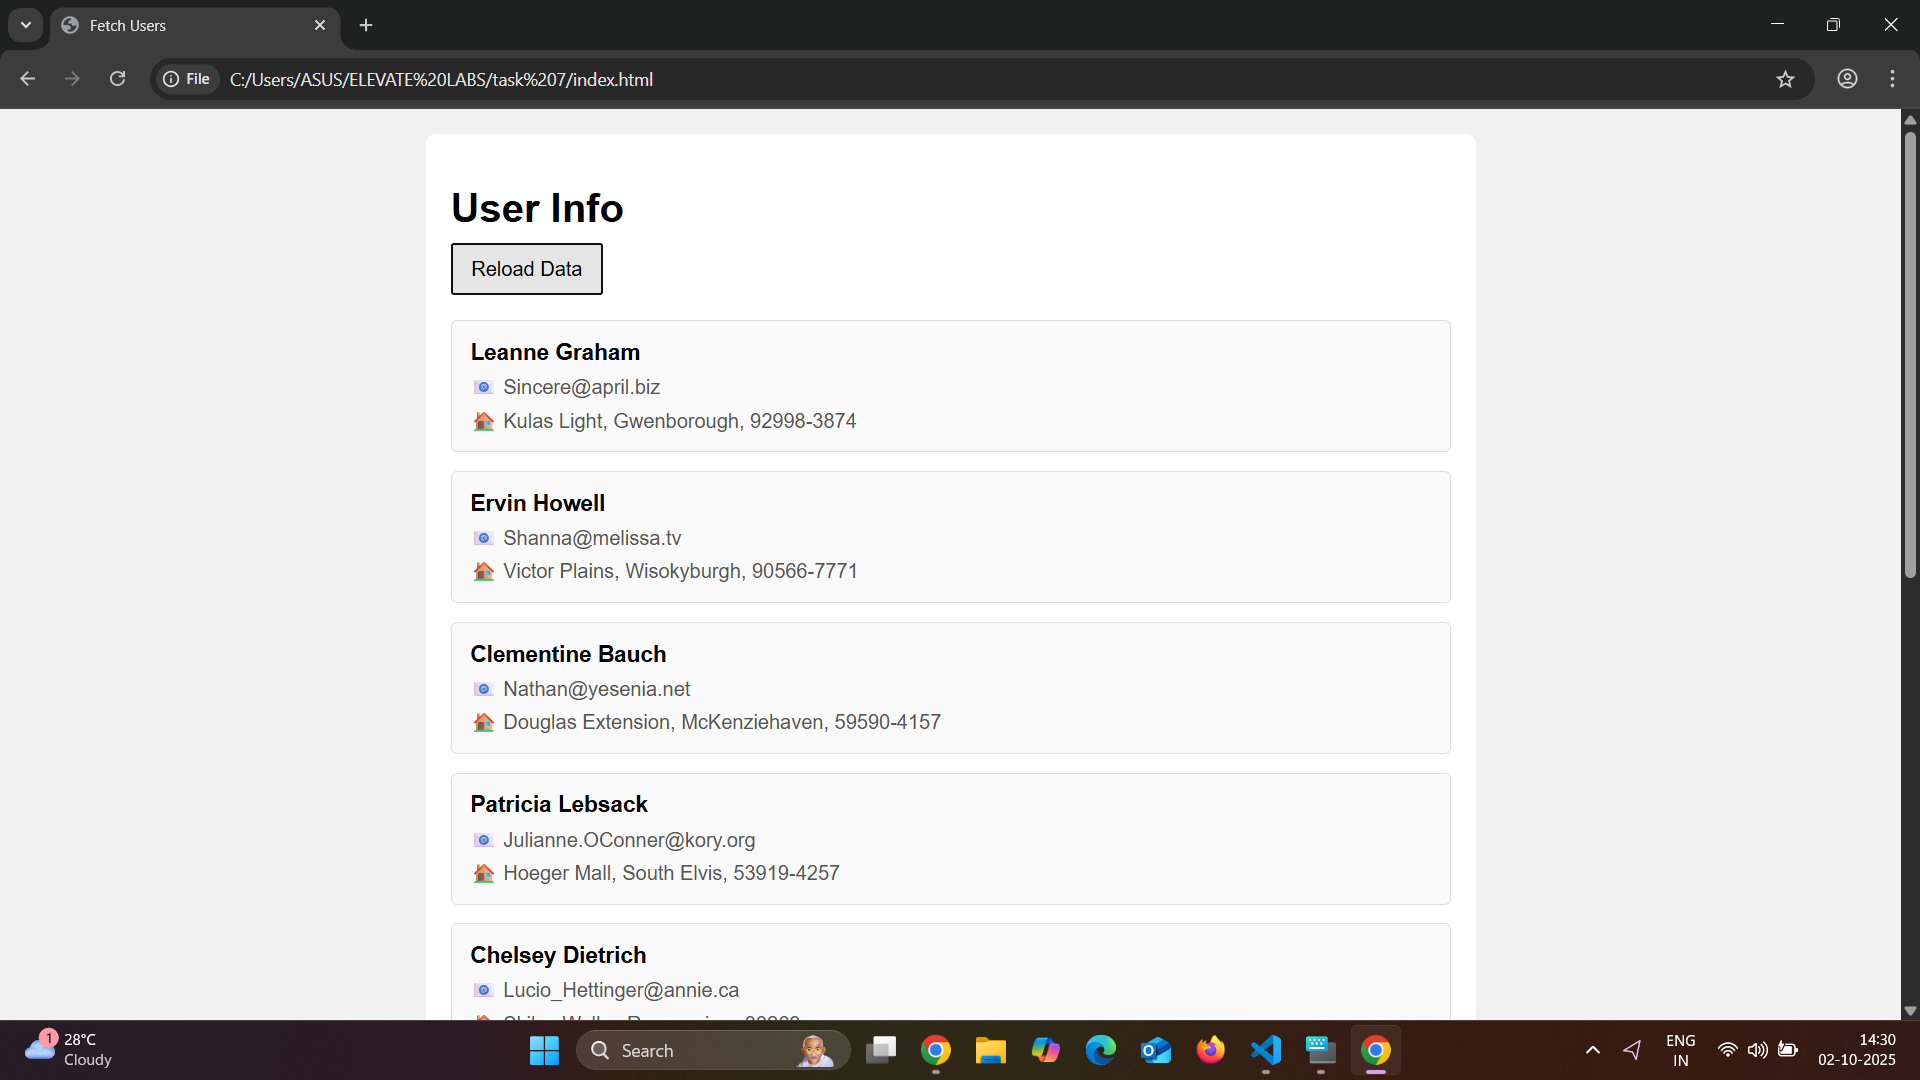 Fetch Users
File
C:/Users/ASUS/ELEVATE%20LABS/task%207/index.html
User Info
Reload Data
Leanne Graham
Sincere@april.biz
Kulas Light, Gwenborough, 92998-3874
Ervin Howell
Shanna@melissa.tv
Victor Plains, Wisokyburgh, 90566-7771
Clementine Bauch
Nathan@yesenia.net
Douglas Extension, McKenziehaven, 59590-4157
Patricia Lebsack
Julianne.OConner@kory.org
Hoeger Mall, South Elvis, 53919-4257
Chelsey Dietrich
Lucio_Hettinger@annie.ca
1
28°C
Cloudy
Search
ENG
IN
14:30
02-10-2025